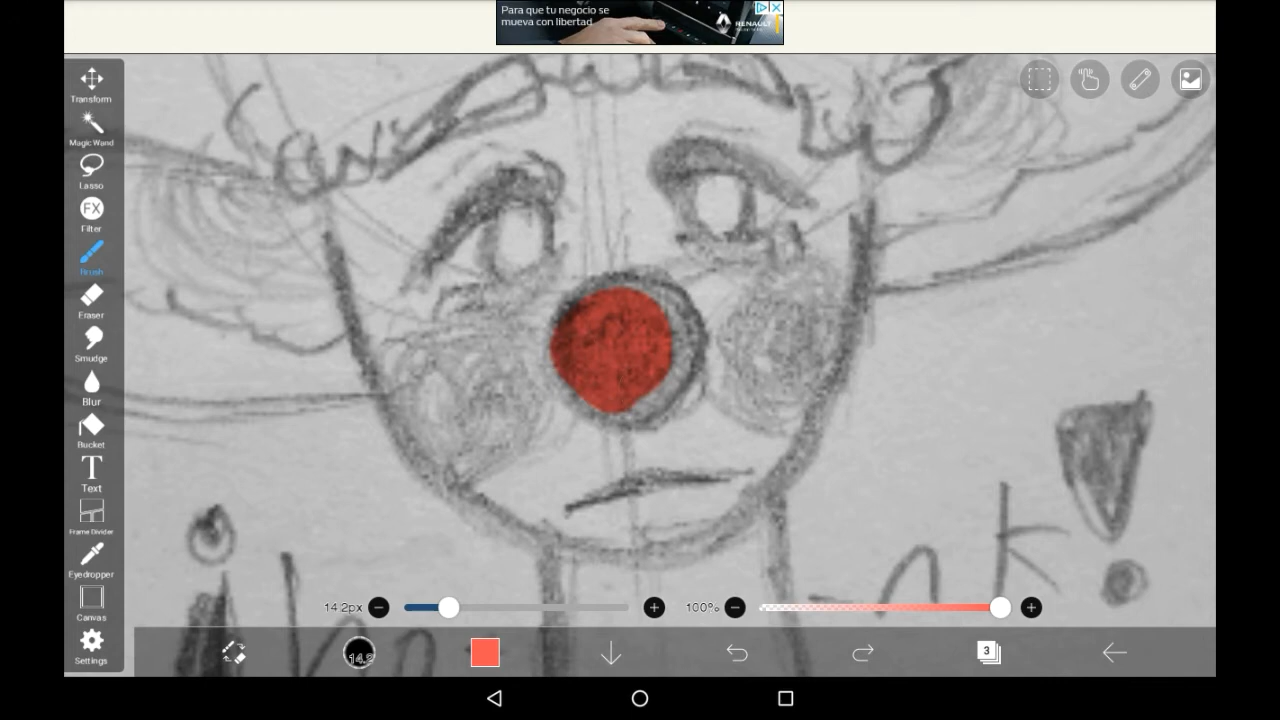 Para que tu negocio se
mueva con libertad.
RENAULT
Transform
Magic Wand
Lasso
FX
Filter
Brush
Eraser
Smudge
Blur
Bucket
T
Text
Frame Divider
Eyedropper
Canvas
Settings
14.2px
100%
14.2
3